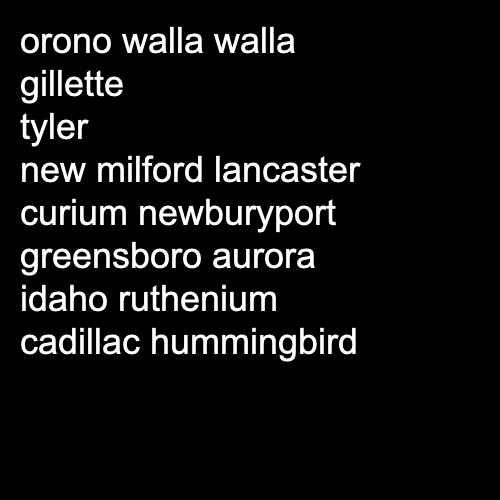 orono walla walla
gillette
tyler
new milford lancaster
curium newburyport
greensboro aurora
idaho ruthenium
cadillac hummingbird